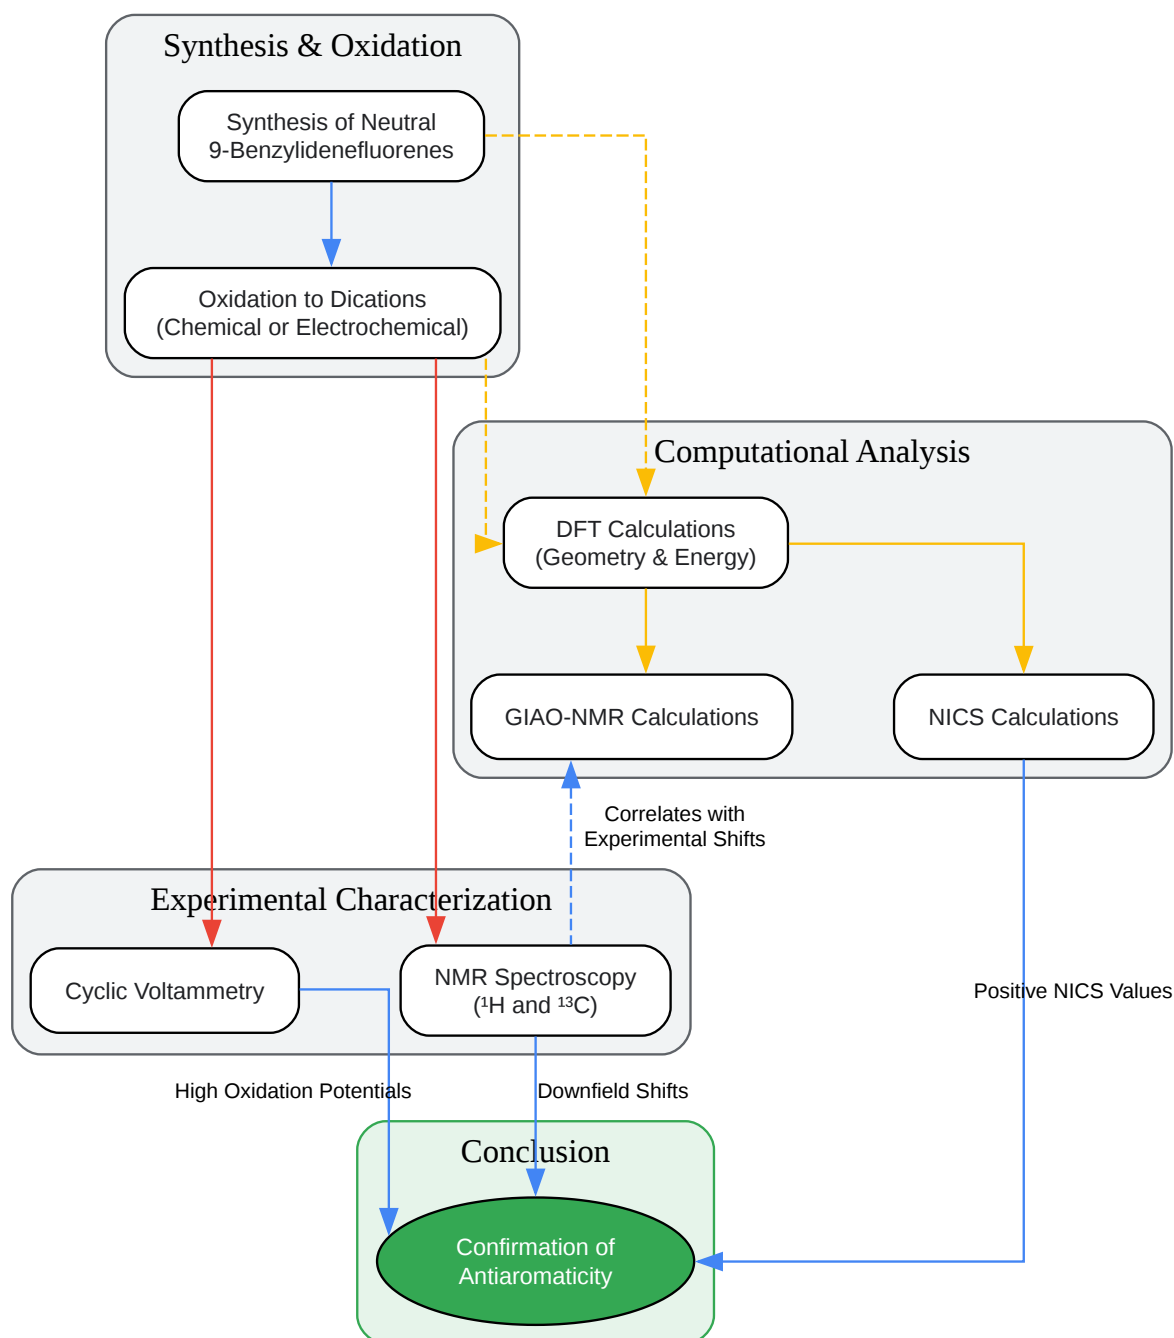 Synthesis & Oxidation
Synthesis of Neutral
9-Benzylidenefluorenes
Oxidation to Dications
(Chemical or Electrochemical)
Computational Analysis
DFT Calculations
(Geometry & Energy)
GIAO-NMR Calculations
NICS Calculations
Correlates with
Experimental Shifts
Experimental Characterization
Cyclic Voltammetry
NMR Spectroscopy
(¹H and ¹³C)
Positive NICS Values
High Oxidation Potentials
Downfield Shifts
Conclusion
Confirmation of
Antiaromaticity